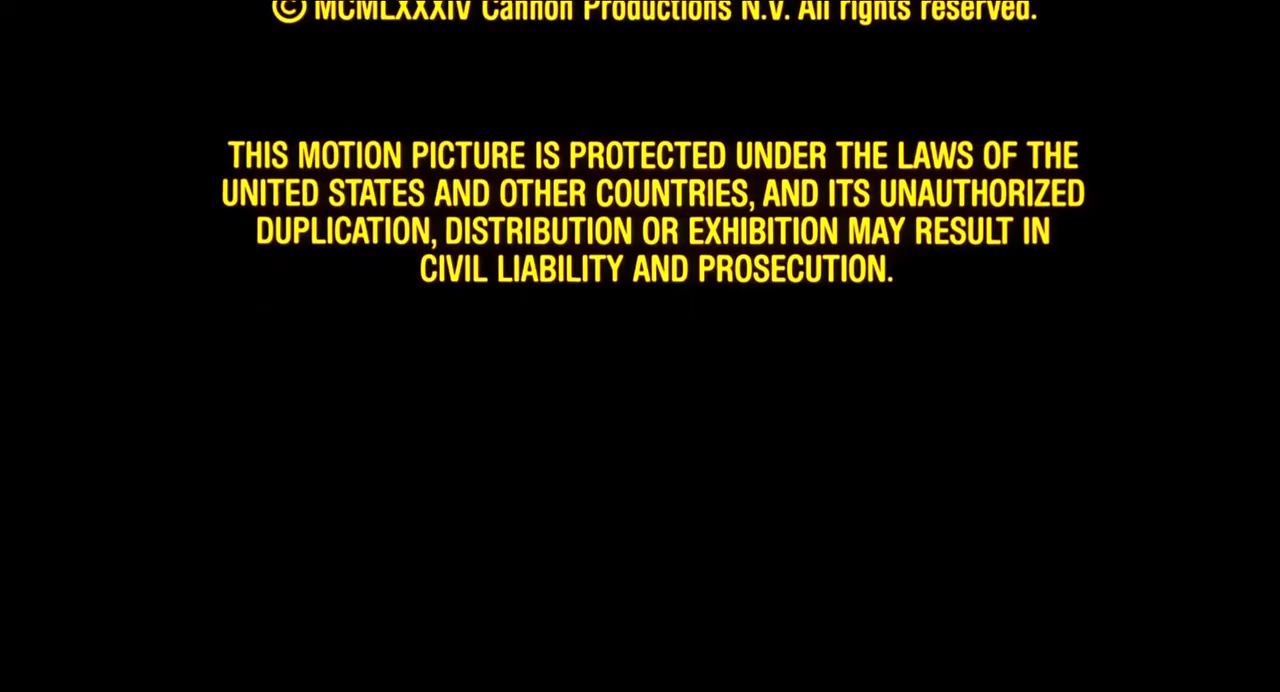 © MCMLXXXIV Cannon Productions N.V. All rights reserved.
THIS MOTION PICTURE IS PROTECTED UNDER THE LAWS OF THE
UNITED STATES AND OTHER COUNTRIES, AND ITS UNAUTHORIZED
DUPLICATION, DISTRIBUTION OR EXHIBITION MAY RESULT IN
CIVIL LIABILITY AND PROSECUTION.